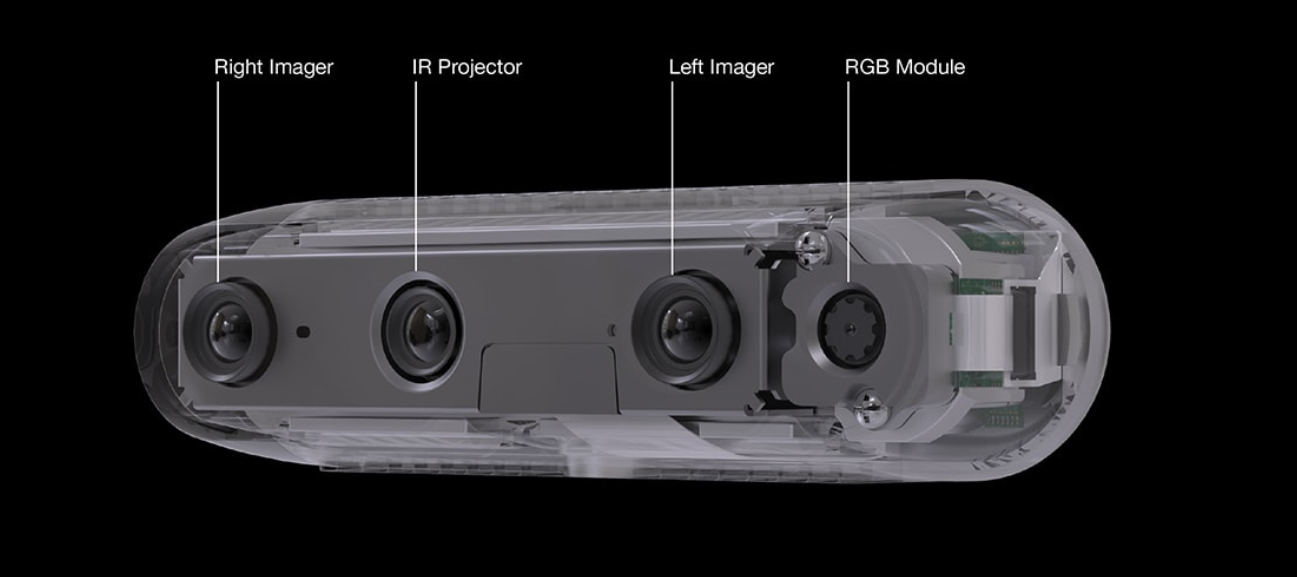 Right Imager
IR Projector
Left Imager
RGB Module